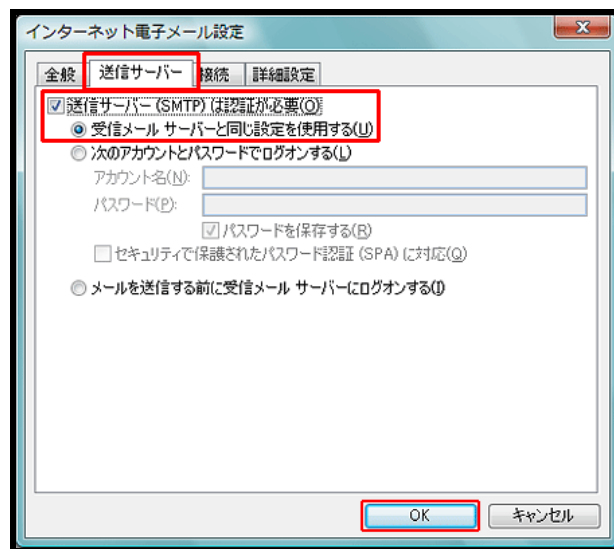 インターネット電子メール設定
全般 送信サーバー 接続 詳細設定
送信サーバー (SMTP) は認証が必要(O)
受信メール サーバーと同じ設定を使用する(U)
次のアカウントとパスワードでログオンする(L)
アカウント名(N):
パスワード(P):
パスワードを保存する(R)
セキュリティで保護されたパスワード認証 (SPA) に対応(Q)
メールを送信する前に受信メール サーバーにログオンする(I)
OK キャンセル